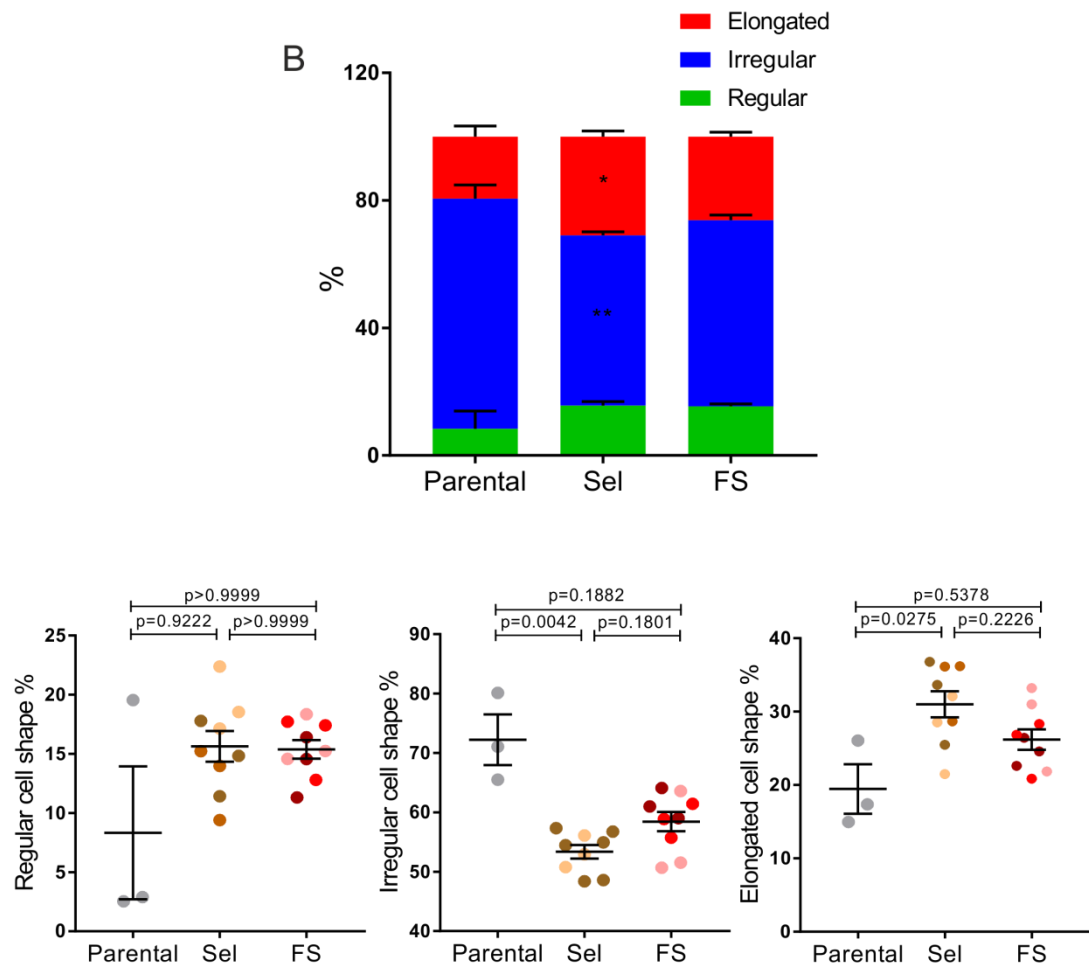 B
Elongated
Irregular
Regular
120
80
40
0
%
*
**
Parental Sel FS
p>0.9999
p=0.9222 p>0.9999
25
20
15
10
5
0
Regular cell shape %
Parental Sel FS
p=0.1882
p=0.0042 p=0.1801
90
80
70
60
50
40
Irregular cell shape %
Parental Sel FS
p=0.5378
p=0.0275 p=0.2226
40
30
20
10
0
Elongated cell shape %
Parental Sel FS